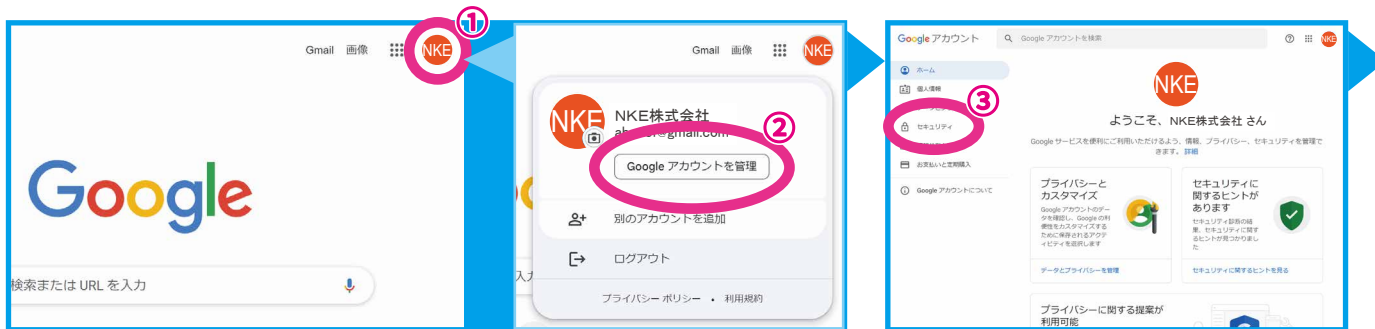 ①
Gmail 画像
NKE
Google
検索または URL を入力
Gmail 画像
NKE
NKE
NKE株式会社
@gmail.com
②
Google アカウントを管理
別のアカウントを追加
ログアウト
入力
プライバシー ポリシー • 利用規約
Google アカウント
Google アカウントを検索
NKE
ホーム
個人情報
③
セキュリティ
お支払いと定期購入
Google アカウントについて
NKE
ようこそ、NKE株式会社 さん
Google サービスを便利にご利用いただけるよう、情報、プライバシー、セキュリティを管理で
きます。詳細
プライバシーと
カスタマイズ
Google アカウントのデー
タを確認し、Google の利
便性をカスタマイズする
ために保存されるアクテ
ィビティを選択します
データとプライバシーを管理
セキュリティに
関するヒントが
あります
セキュリティ診断の結
果、セキュリティに関す
るヒントが見つかりまし
た
セキュリティに関するヒントを見る
プライバシーに関する提案が
利用可能